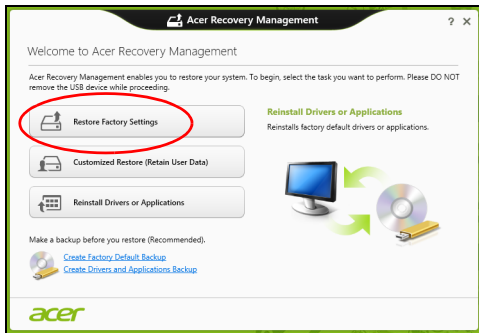 Acer Recovery Management
? ×
Welcome to Acer Recovery Management
Acer Recovery Management enables you to restore your system. To begin, select the task you want to perform. Please DO NOT
remove the USB device while proceeding.
Restore Factory Settings
Customized Restore (Retain User Data)
Reinstall Drivers or Applications
Reinstall Drivers or Applications
Reinstalls factory default drivers or applications.
Make a backup before you restore (Recommended).
Create Factory Default Backup
Create Drivers and Applications Backup
acer